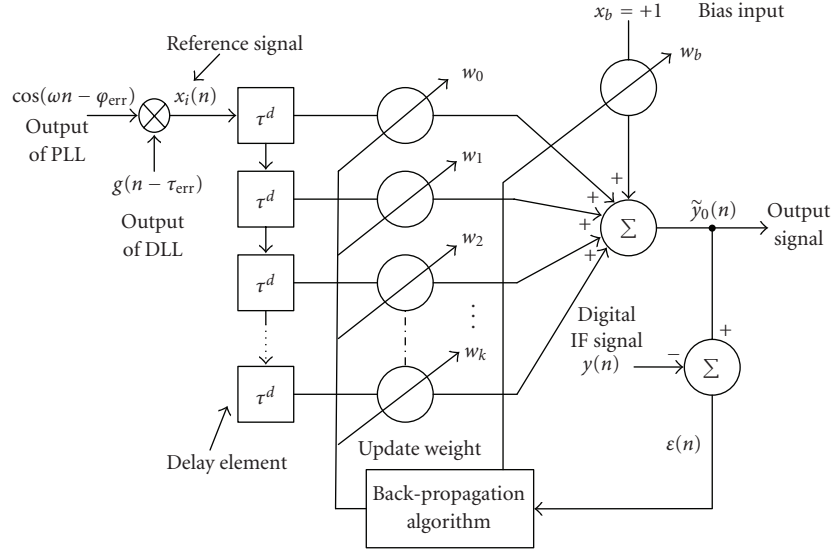 x_b = +1
Bias input
Reference signal
w_0
w_b
cos(ωn − φ_err)
x_i(n)
τ^d
Output
of PLL
g(n − τ_err)
Output
of DLL
w_1
τ^d
+
+
+
+
Σ
ỹ_0(n)
Output
signal
w_2
τ^d
Digital
IF signal
y(n)
−
+
Σ
w_k
τ^d
Delay element
Update weight
ε(n)
Back-propagation
algorithm